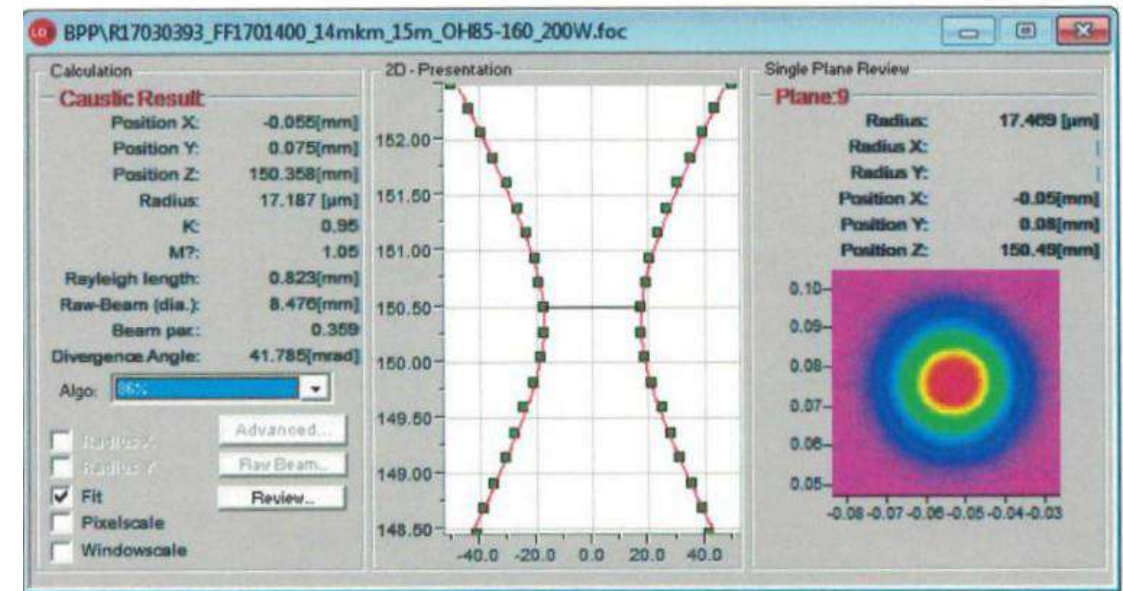 LD BPP\R17030393_FF1701400_14mkm_15m_OH85-160_200W.foc
Calculation
Caustic Result
Position X: -0.055[mm]
Position Y: 0.075[mm]
Position Z: 150.358[mm]
Radius: 17.187 [µm]
K: 0.95
M?: 1.05
Rayleigh length: 0.823[mm]
Raw-Beam (dia.): 8.476[mm]
Beam par.: 0.359
Divergence Angle: 41.785[mrad]
Algo: 86%
Radius X
Radius Y
Fit
Pixelscale
Windowscale
Advanced...
Raw Beam...
Review...
2D - Presentation
152.00
151.50
151.00
150.50
150.00
149.50
149.00
148.50
-40.0 -20.0 0.0 20.0 40.0
Single Plane Review
Plane:9
Radius: 17.469 [µm]
Radius X:
Radius Y:
Position X: -0.05[mm]
Position Y: 0.08[mm]
Position Z: 150.49[mm]
0.10
0.09
0.08
0.07
0.06
0.05
-0.08 -0.07 -0.06 -0.05 -0.04 -0.03